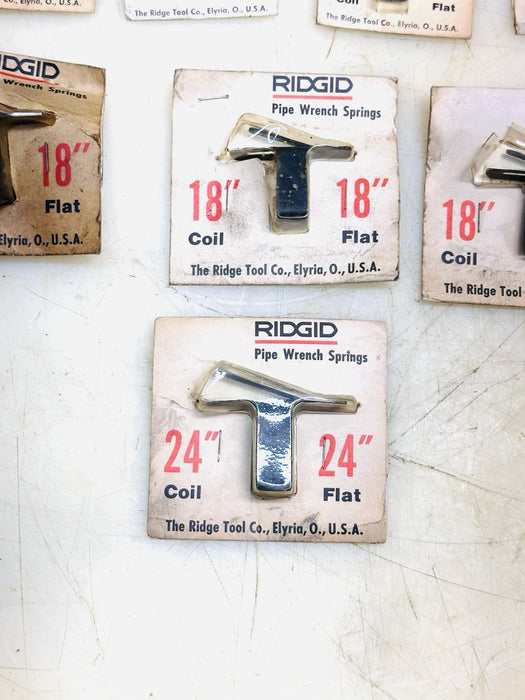 , O., U.S.A.
The Ridge Tool Co., Elyria, O., U.S.A.
Coil
Flat
The Ridge Tool Co., Elyria, O., U.S.A.
IDGID
Wrench Springs
18"
Flat
Elyria, O., U.S.A.
RIDGID
Pipe Wrench Springs
18"
18"
Coil
Flat
The Ridge Tool Co., Elyria, O., U.S.A.
18"
Coil
The Ridge Tool
RIDGID
Pipe Wrench Springs
24"
24"
Coil
Flat
The Ridge Tool Co., Elyria, O., U.S.A.